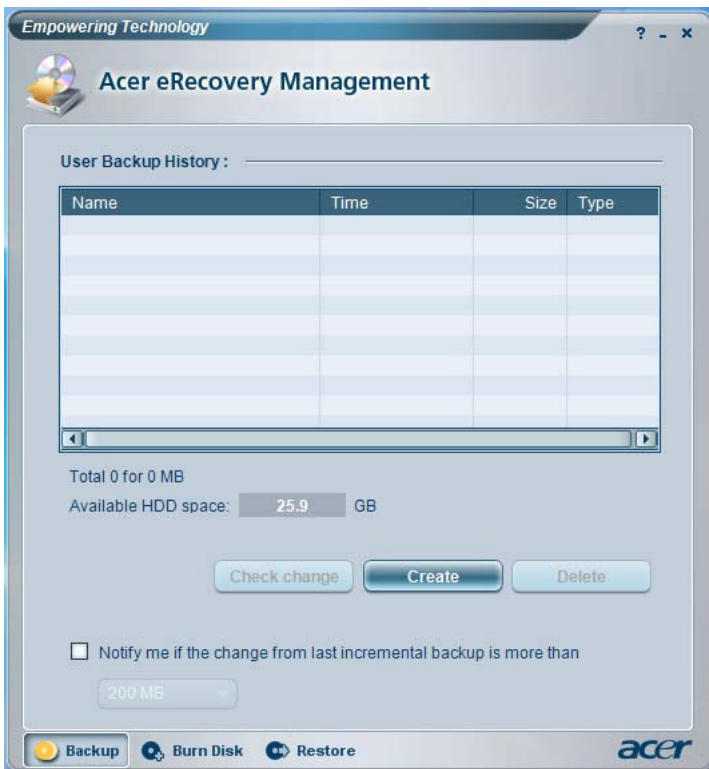 Empowering Technology
? - ×
Acer eRecovery Management
User Backup History :
Name Time Size Type
Total 0 for 0 MB
Available HDD space: 25.9 GB
Check change Create Delete
Notify me if the change from last incremental backup is more than
200 MB
Backup Burn Disk Restore acer